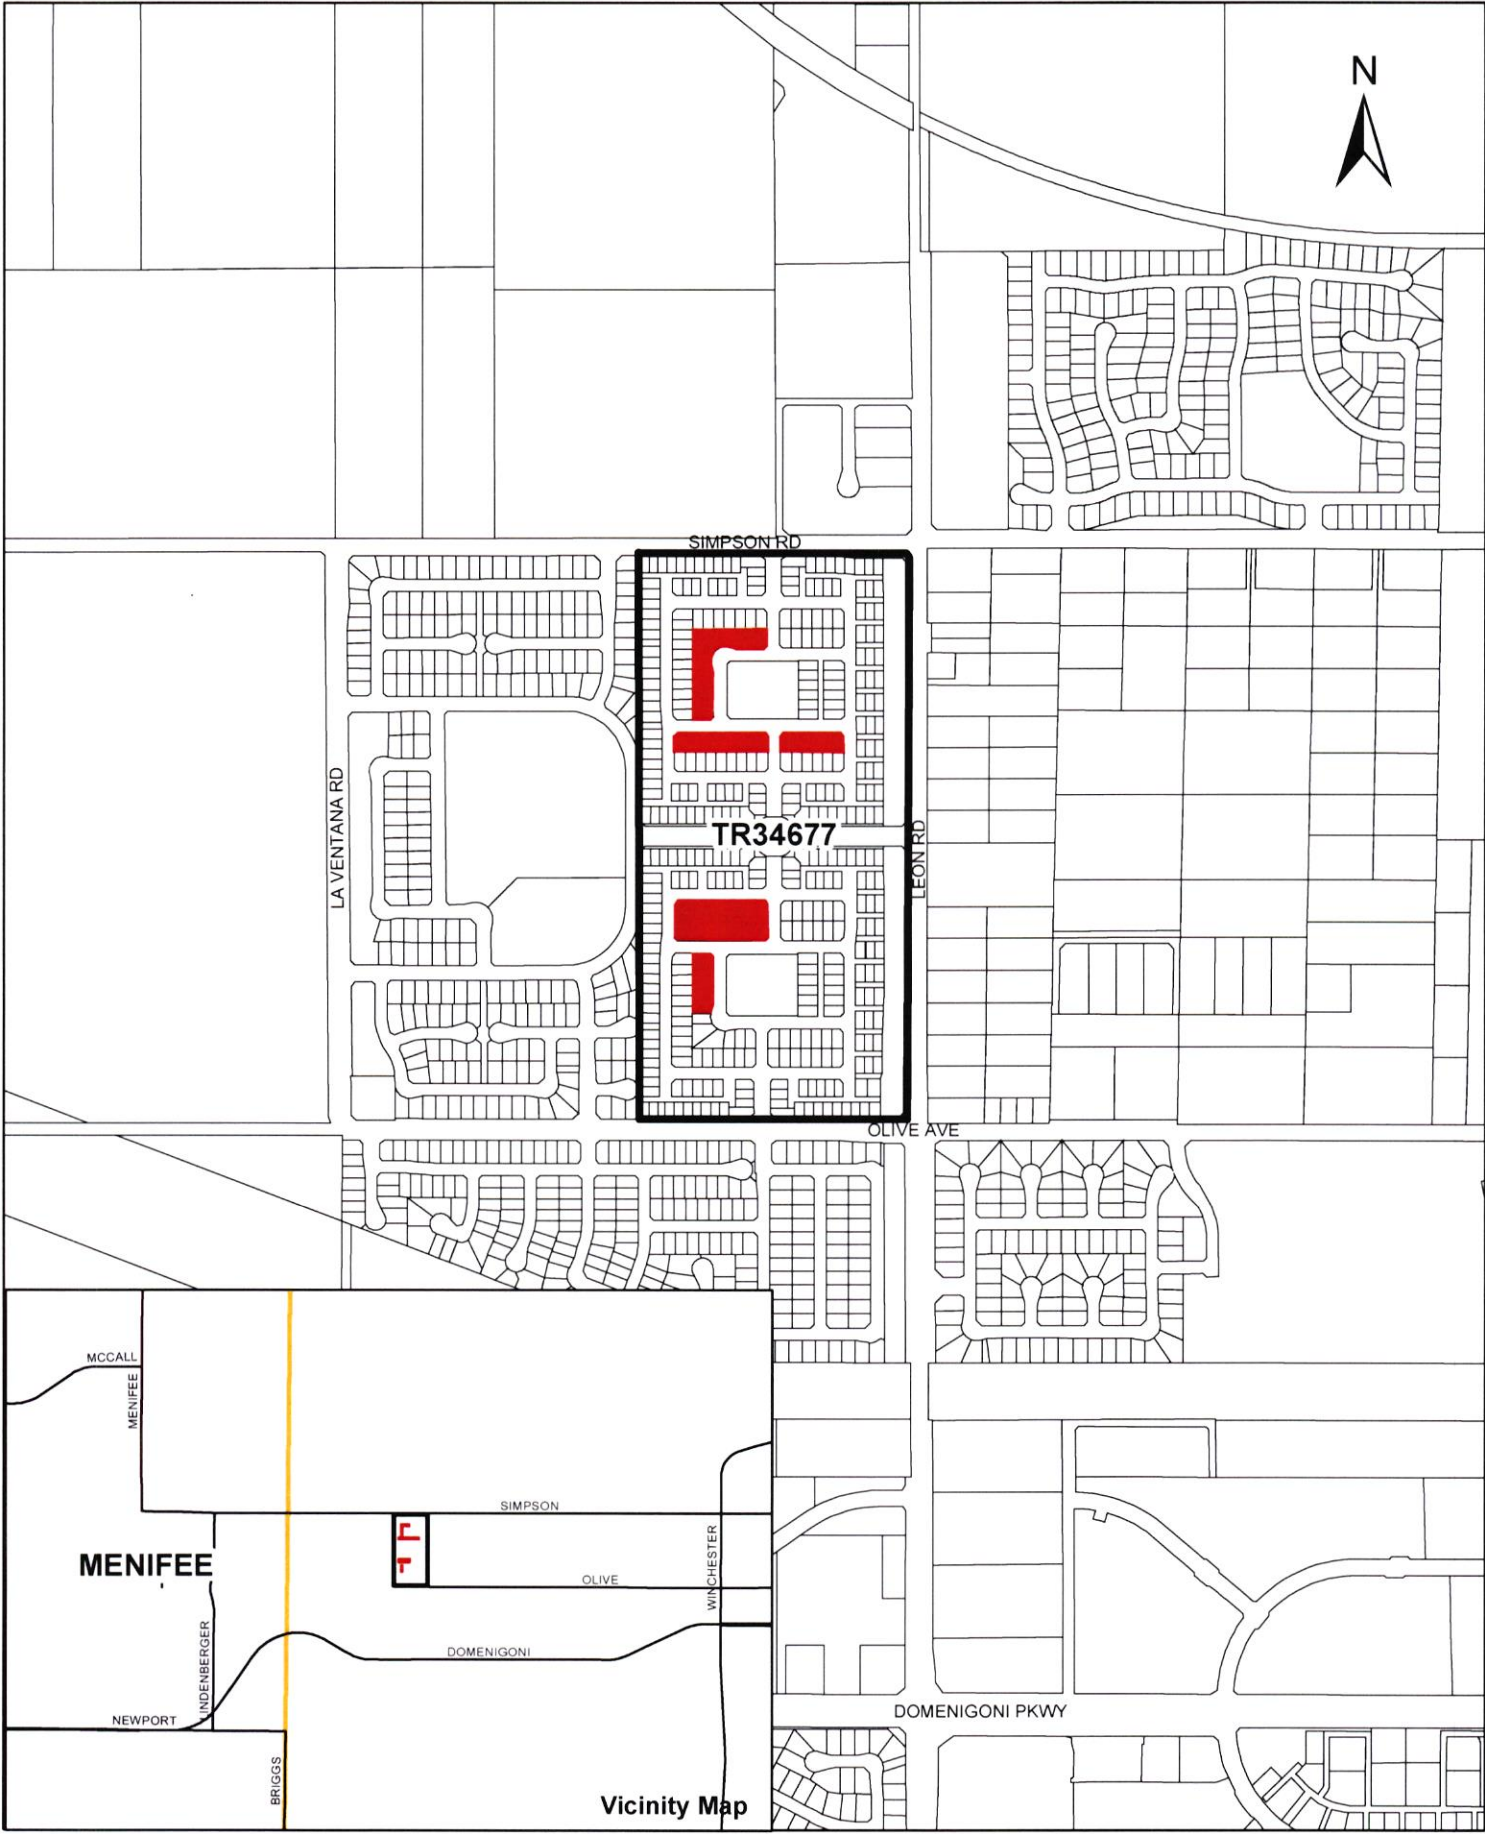 N
SIMPSON RD
LA VENTANA RD
TR34677
LEON RD
OLIVE AVE
MCCALL
MENIFEE
SIMPSON
MENIFEE
OLIVE
WINCHESTER
LINDENBERGER
DOMENIGONI
NEWPORT
BRIGGS
Vicinity Map
DOMENIGONI PKWY